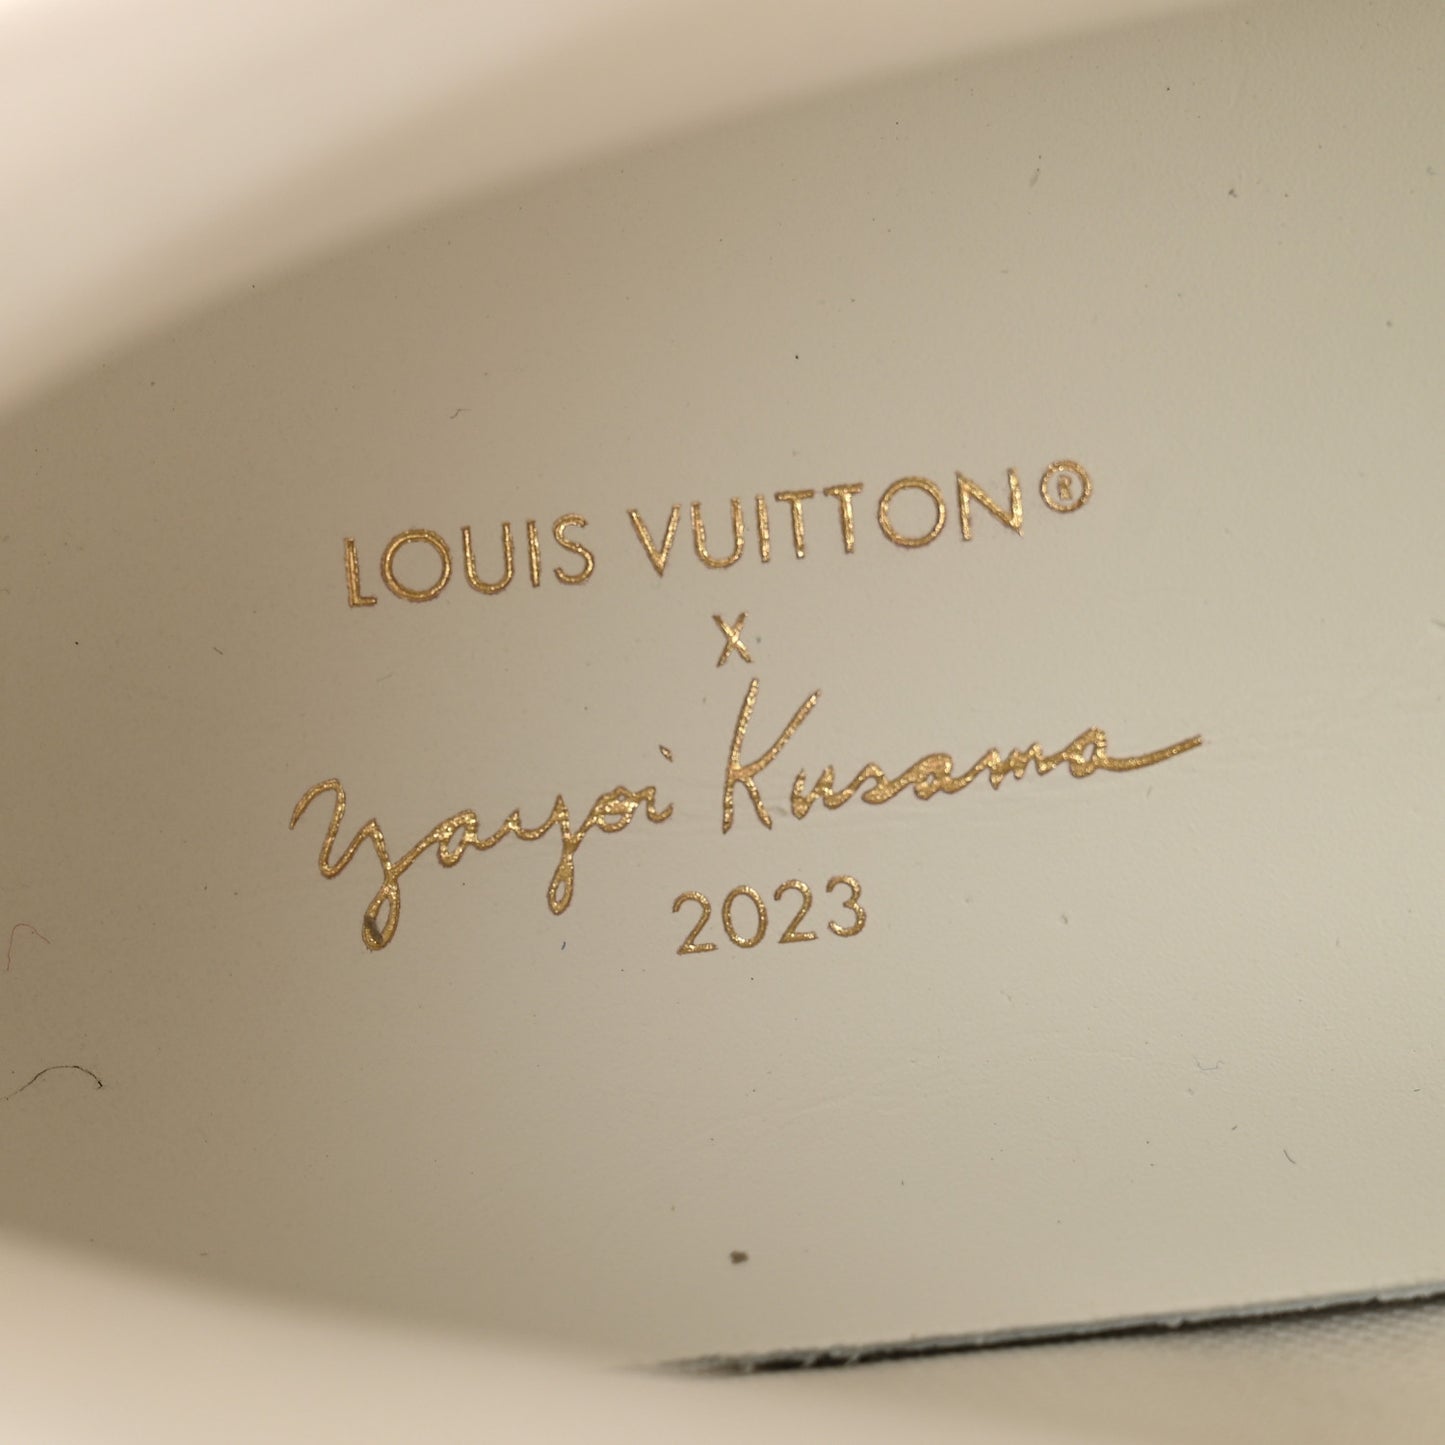 LOUIS VUITTON®
X
Yayoi Kusama
2023